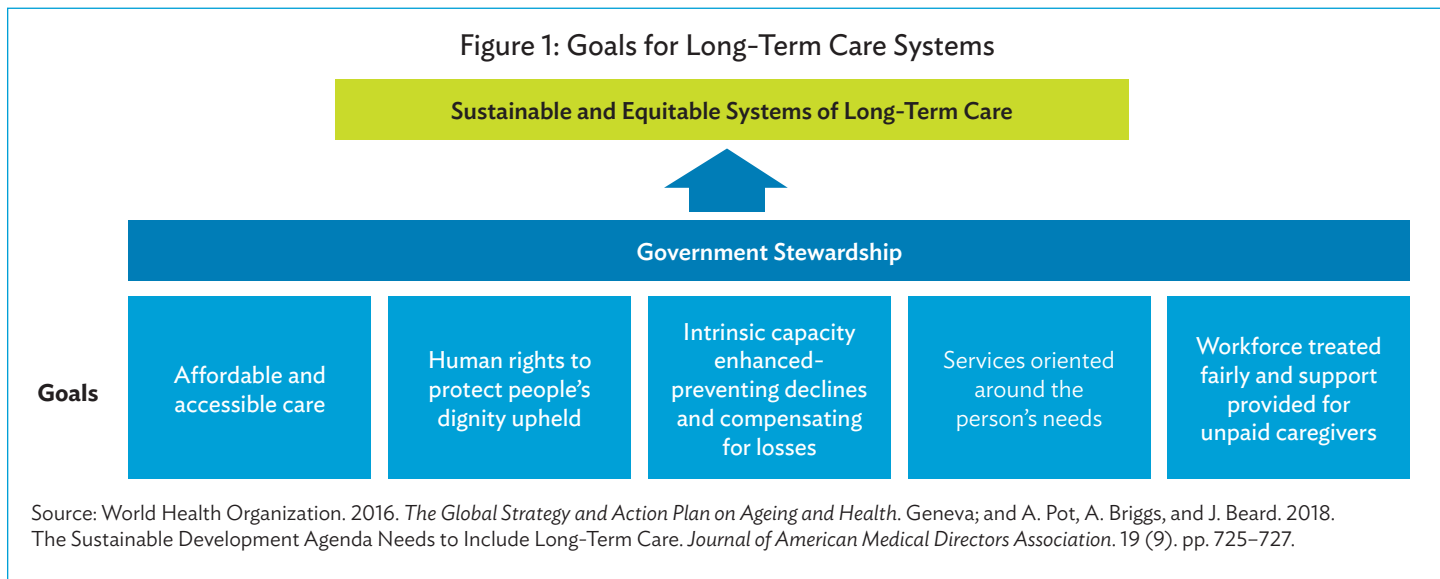 Figure 1: Goals for Long-Term Care Systems
Sustainable and Equitable Systems of Long-Term Care
Government Stewardship
Goals
Affordable and
accessible care
Human rights to
protect people's
dignity upheld
Intrinsic capacity
enhanced-
preventing declines
and compensating
for losses
Services oriented
around the
person's needs
Workforce treated
fairly and support
provided for
unpaid caregivers
Source: World Health Organization. 2016. The Global Strategy and Action Plan on Ageing and Health. Geneva; and A. Pot, A. Briggs, and J. Beard. 2018.
The Sustainable Development Agenda Needs to Include Long-Term Care. Journal of American Medical Directors Association. 19 (9). pp. 725–727.